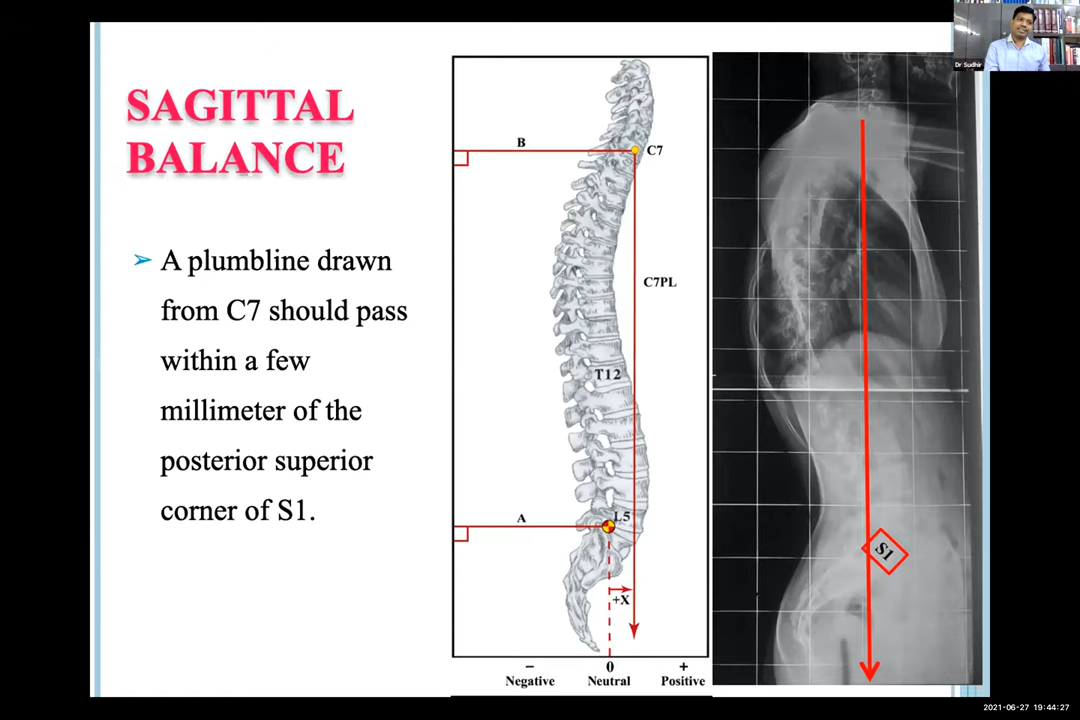 SAGITTAL
BALANCE
➢ A plumbline drawn
from C7 should pass
within a few
millimeter of the
posterior superior
corner of S1.
B
C7
C7PL
T12
A
L5
+X
− 0 +
Negative Neutral Positive
S1
Dr Sudhir
2021-06-27 19:44:27